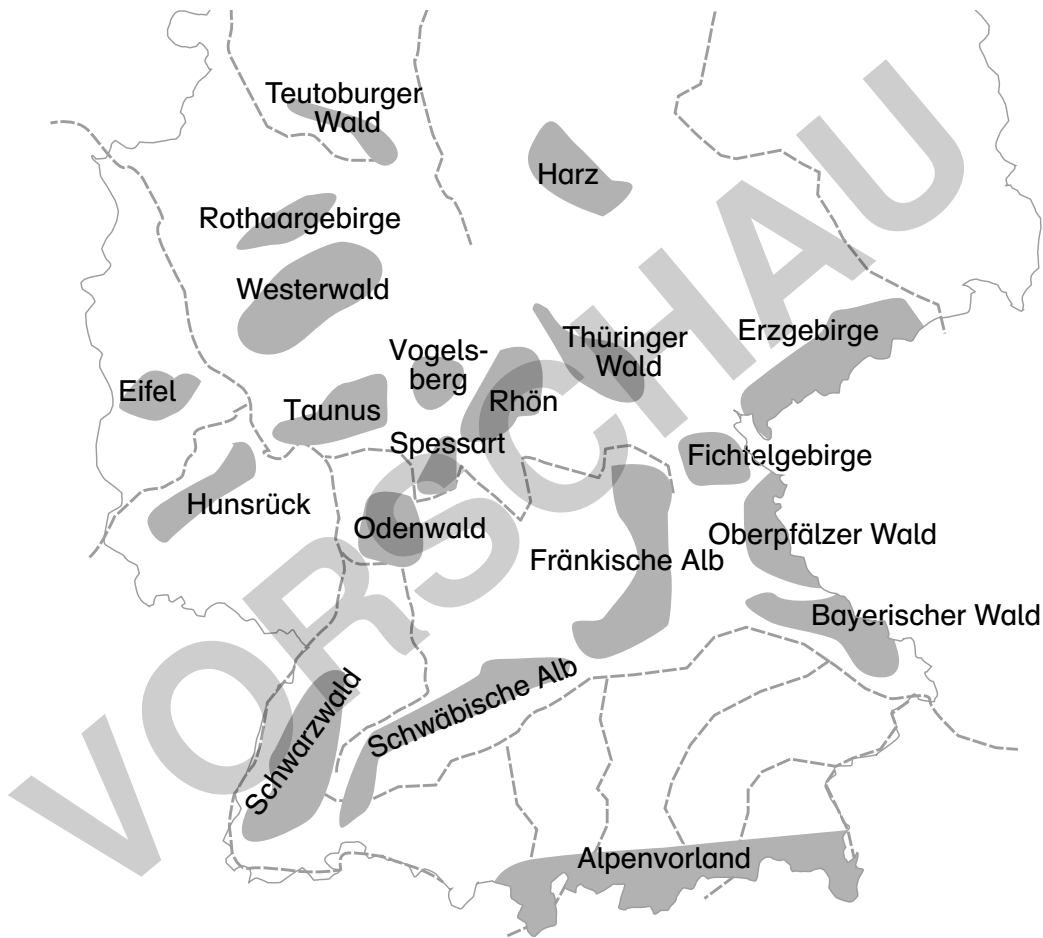 Teutoburger
Wald
Harz
Rothaargebirge
Westerwald
Thüringer
Wald
Erzgebirge
Vogels-
berg
Eifel
Taunus
Rhön
Spessart
Fichtelgebirge
Hunsrück
Odenwald
Oberpfälzer Wald
Fränkische Alb
Bayerischer Wald
Schwäbische Alb
Schwarzwald
Alpenvorland
VORSCHAU